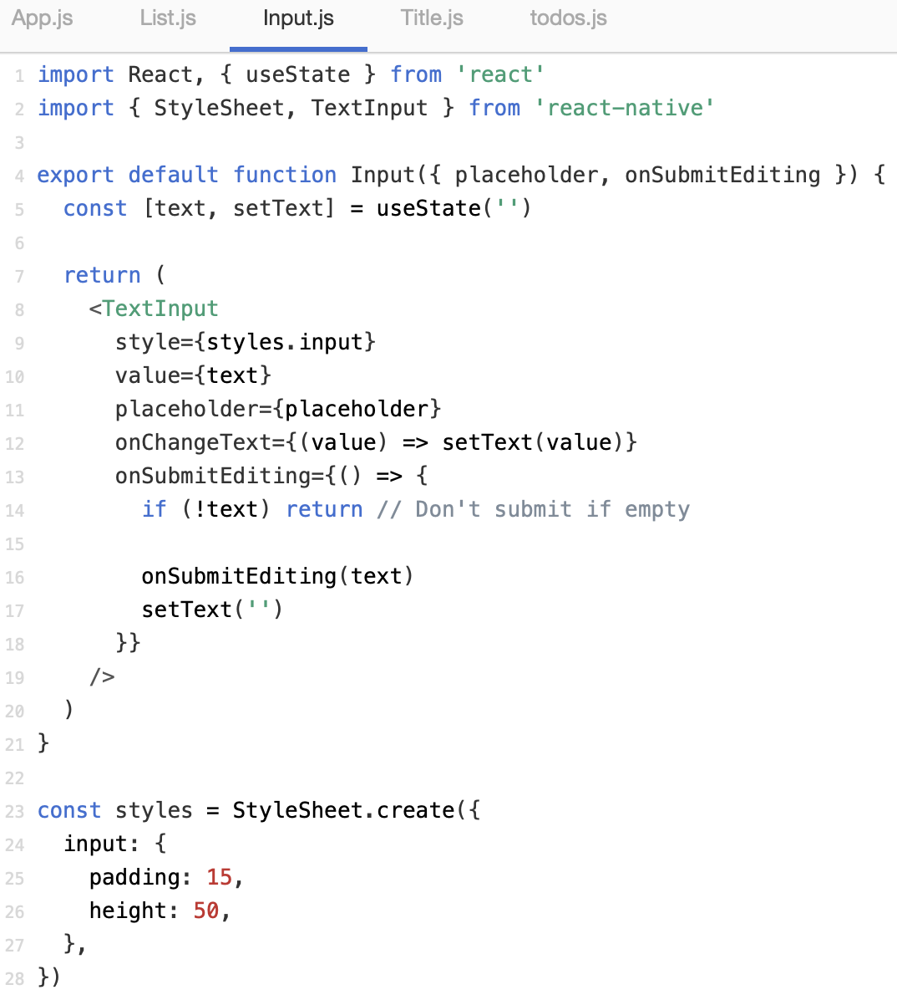 App.js List.js Input.js Title.js todos.js
1 import React, { useState } from 'react'
2 import { StyleSheet, TextInput } from 'react-native'
3
4 export default function Input({ placeholder, onSubmitEditing }) {
5   const [text, setText] = useState('')
6
7   return (
8     <TextInput
9       style={styles.input}
10       value={text}
11       placeholder={placeholder}
12       onChangeText={(value) => setText(value)}
13       onSubmitEditing={() => {
14         if (!text) return // Don't submit if empty
15
16         onSubmitEditing(text)
17         setText('')
18       }}
19     />
20   )
21 }
22
23 const styles = StyleSheet.create({
24   input: {
25     padding: 15,
26     height: 50,
27   },
28 })